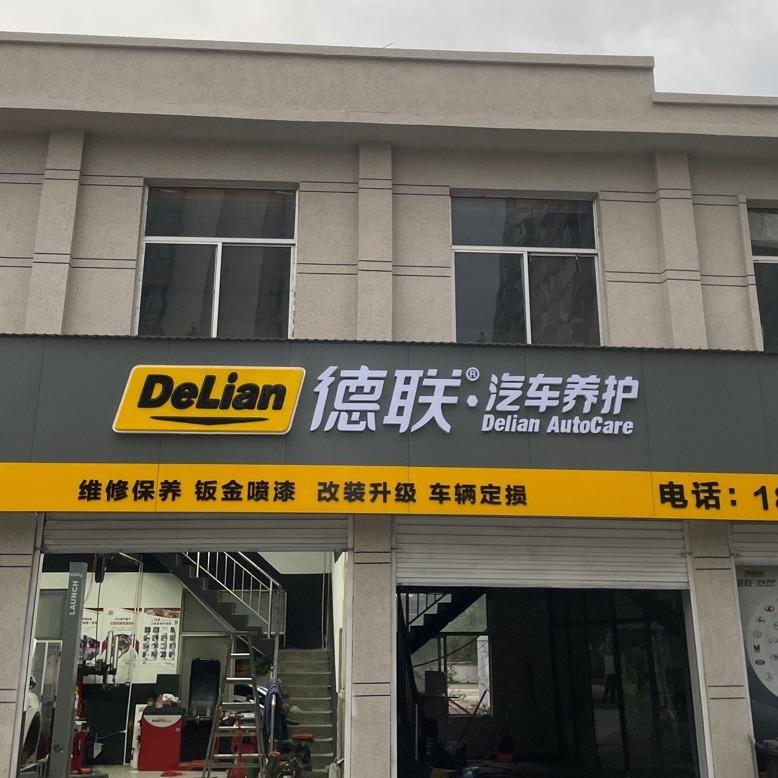 DeLian 德联®·汽车养护
Delian AutoCare
维修保养 钣金喷漆 改装升级 车辆定损 电话：18
LAUNCH